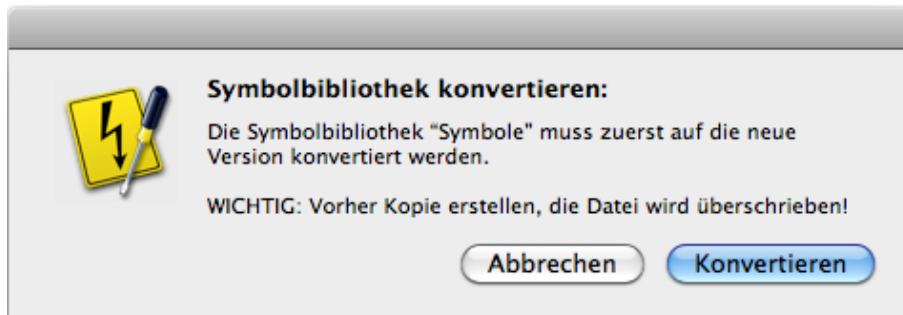 Symbolbibliothek konvertieren:
Die Symbolbibliothek “Symbole” muss zuerst auf die neue
Version konvertiert werden.
WICHTIG: Vorher Kopie erstellen, die Datei wird überschrieben!
Abbrechen
Konvertieren